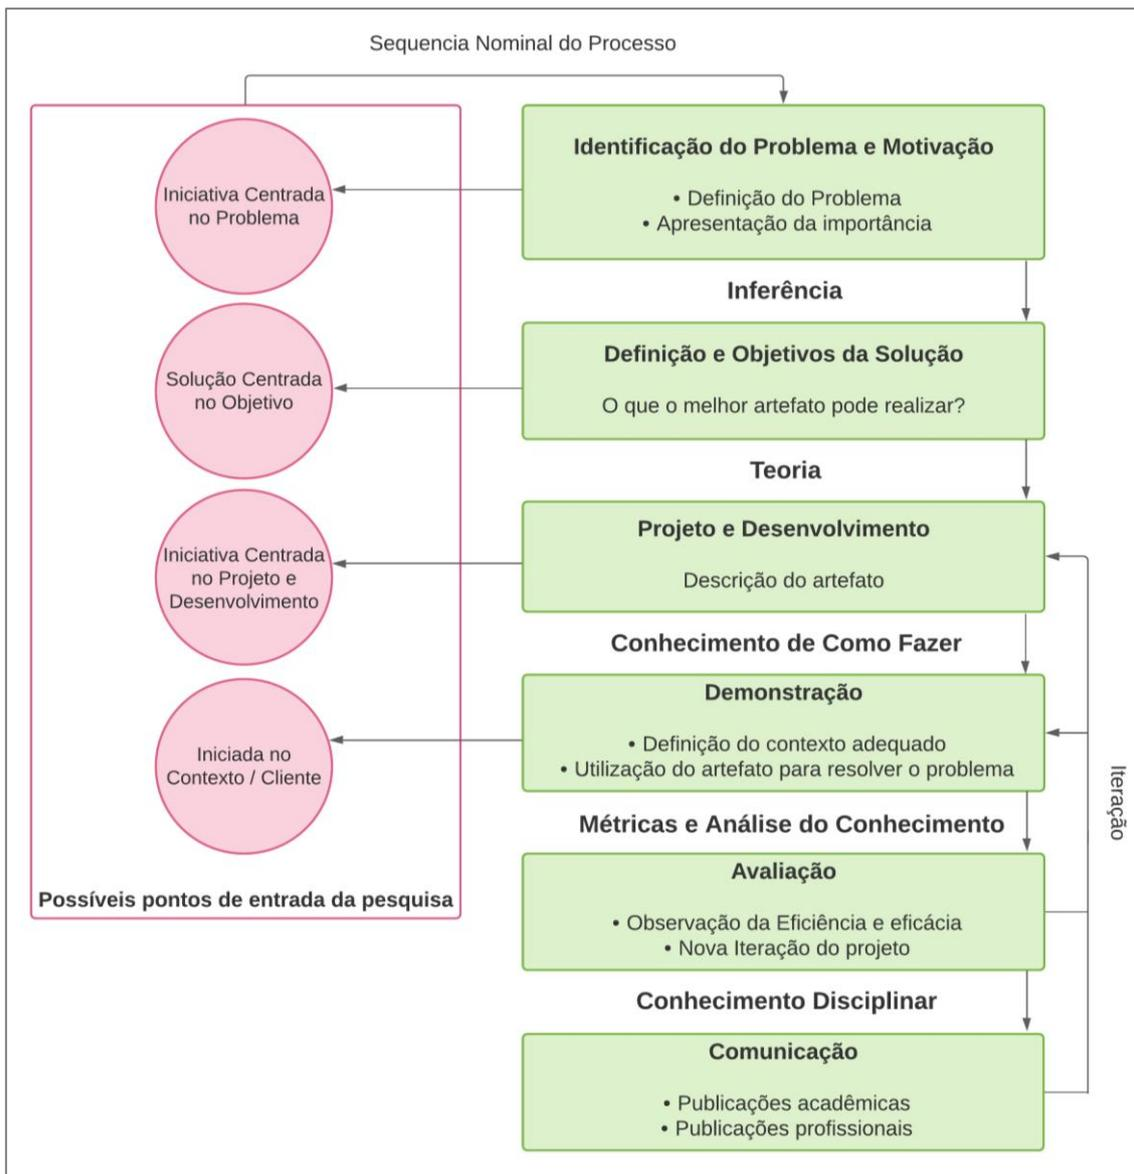 Sequencia Nominal do Processo
Iniciativa Centrada
no Problema
Solução Centrada
no Objetivo
Iniciativa Centrada
no Projeto e
Desenvolvimento
Iniciada no
Contexto / Cliente
Possíveis pontos de entrada da pesquisa
Identificação do Problema e Motivação
• Definição do Problema
• Apresentação da importância
Inferência
Definição e Objetivos da Solução
O que o melhor artefato pode realizar?
Teoria
Projeto e Desenvolvimento
Descrição do artefato
Conhecimento de Como Fazer
Demonstração
• Definição do contexto adequado
• Utilização do artefato para resolver o problema
Métricas e Análise do Conhecimento
Avaliação
• Observação da Eficiência e eficácia
• Nova Iteração do projeto
Conhecimento Disciplinar
Comunicação
• Publicações acadêmicas
• Publicações profissionais
Iteração